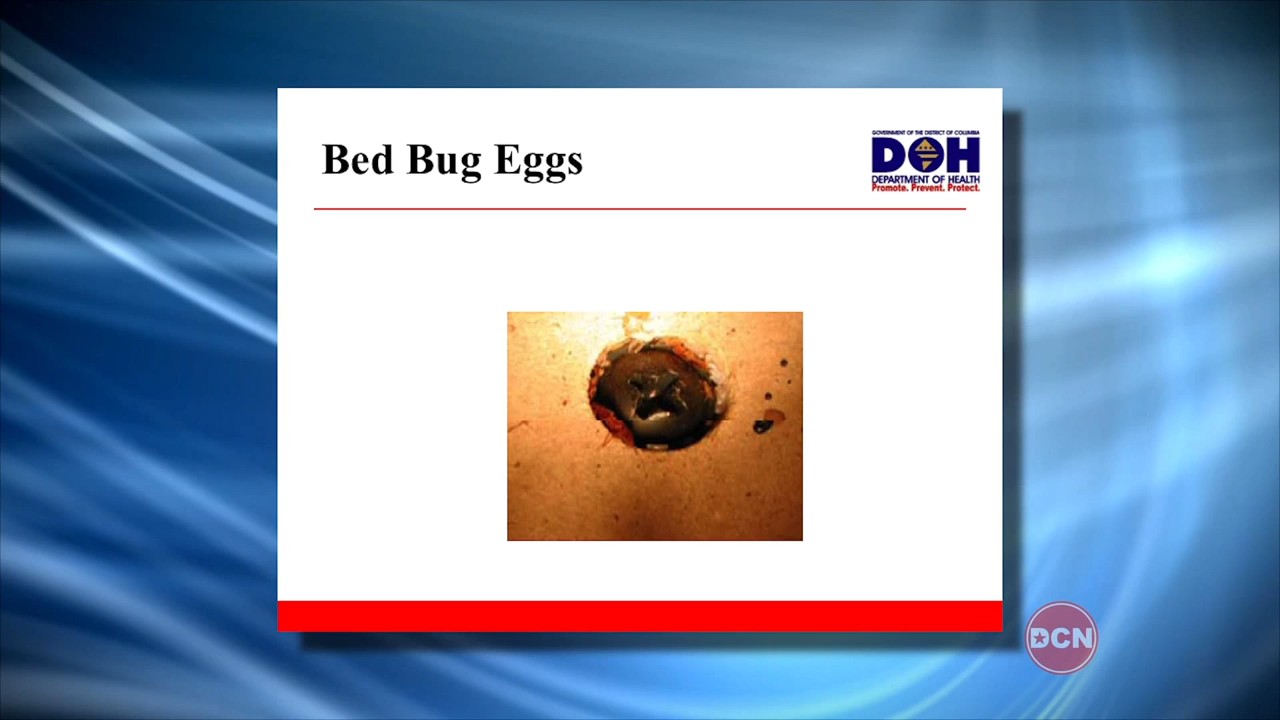 Bed Bug Eggs
GOVERNMENT OF THE DISTRICT OF COLUMBIA
DOH
DEPARTMENT OF HEALTH
Promote. Prevent. Protect.
DCN